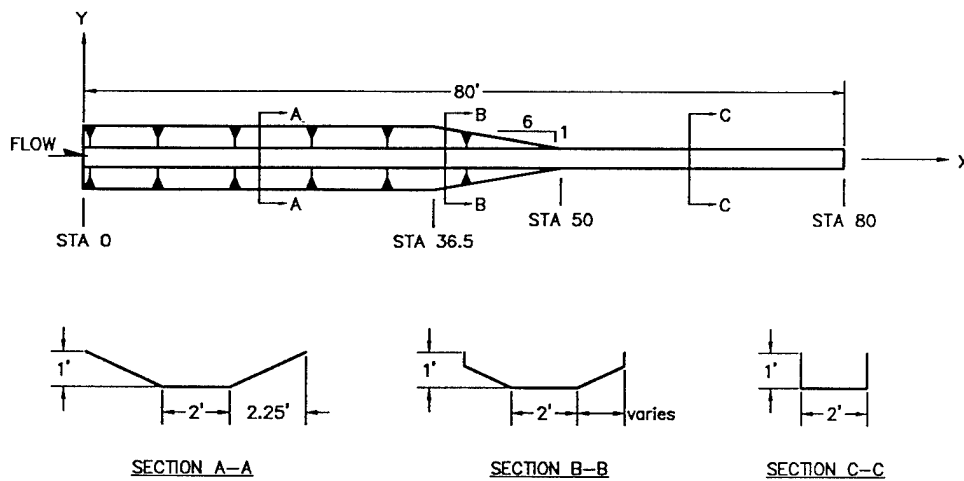 Y
80'
A
B
C
6
1
FLOW
X
A
B
C
STA 0
STA 36.5
STA 50
STA 80
1'
2'
2.25'
1'
2'
varies
1'
2'
SECTION A-A
SECTION B-B
SECTION C-C